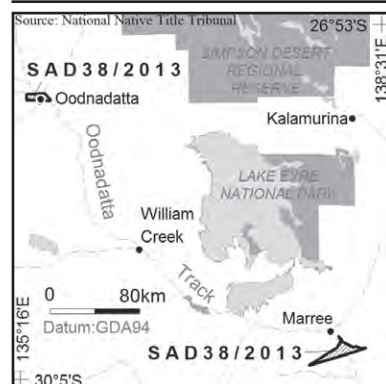 Source: National Native Title Tribunal
26°53'S
138°31'E
SIMPSON DESERT
REGIONAL
RESERVE
SAD38/2013
Oodnadatta
Kalamurina
Oodnadatta
Track
LAKE EYRE
NATIONAL PARK
William
Creek
0 80km
Datum:GDA94
Marree
SAD38/2013
135°16'E
30°5'S